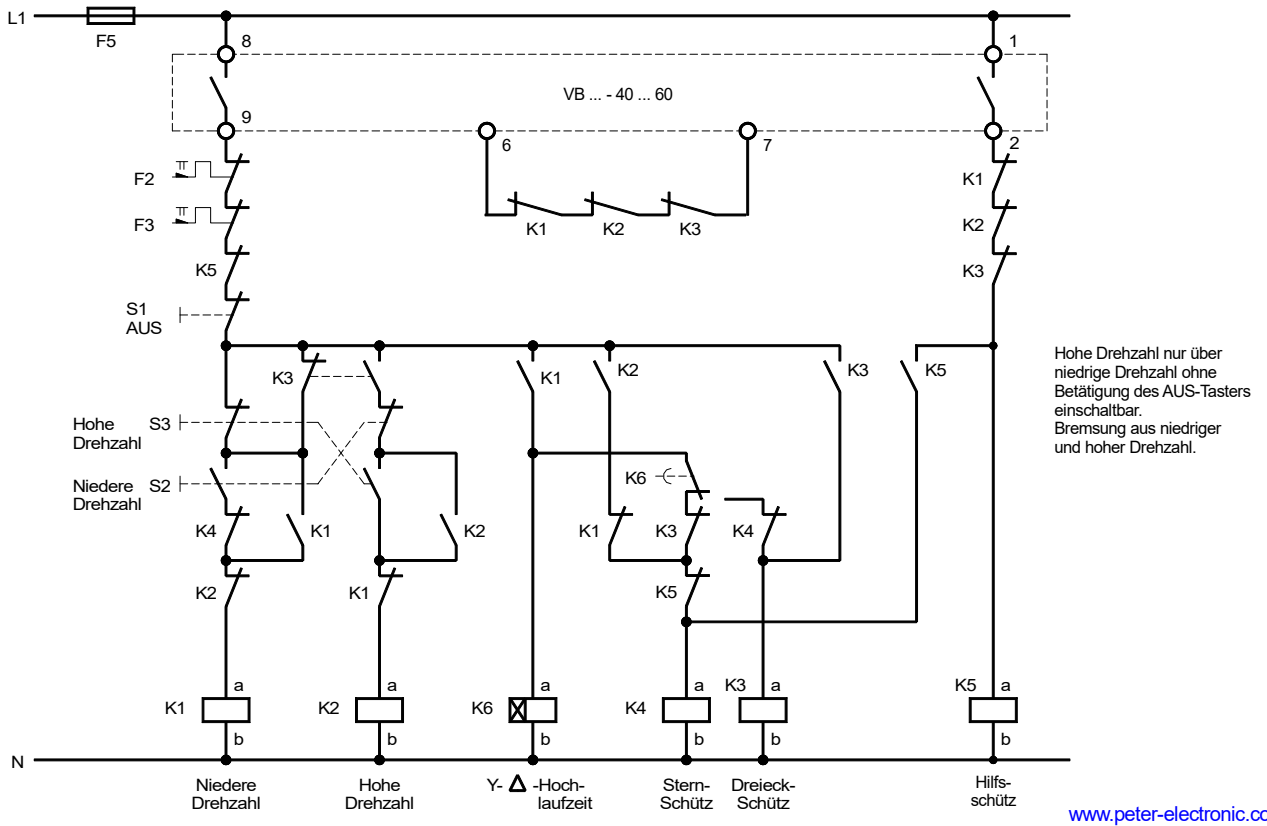 L1
F5
8
1
VB ... - 40 ... 60
9
6
7
2
F2
F3
K5
S1
AUS
K1
K2
K3
K1
K2
K3
K3
K1
K2
K3
K5
Hohe Drehzahl nur über
niedrige Drehzahl ohne
Betätigung des AUS-Tasters
einschaltbar.
Bremsung aus niedriger
und hoher Drehzahl.
Hohe
Drehzahl
S3
Niedere
Drehzahl
S2
K6
K4
K1
K2
K1
K3
K4
K2
K1
K5
K1
a
b
K2
a
b
K6
a
b
K4
a
b
K3
a
b
K5
a
b
N
Niedere
Drehzahl
Hohe
Drehzahl
Y- Δ -Hoch-
laufzeit
Stern-
Schütz
Dreieck-
Schütz
Hilfs-
schütz
www.peter-electronic.co